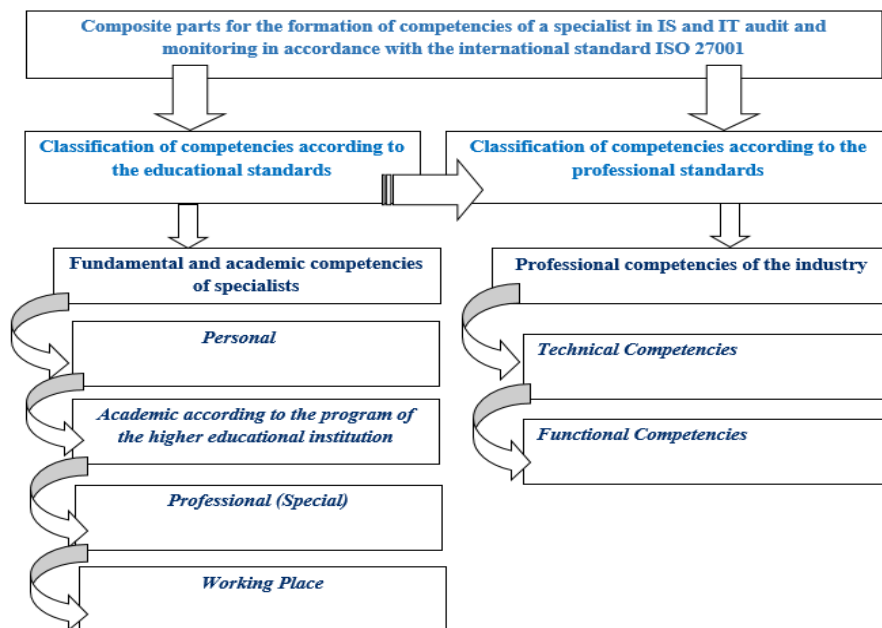 Composite parts for the formation of competencies of a specialist in IS and IT audit and
monitoring in accordance with the international standard ISO 27001
Classification of competencies according to
the educational standards
Classification of competencies according to the
professional standards
Fundamental and academic competencies
of specialists
Professional competencies of the industry
Personal
Technical Competencies
Academic according to the program of
the higher educational institution
Functional Competencies
Professional (Special)
Working Place